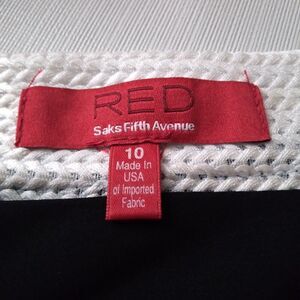 RED
Saks Fifth Avenue
10
Made In
USA
of Imported
Fabric